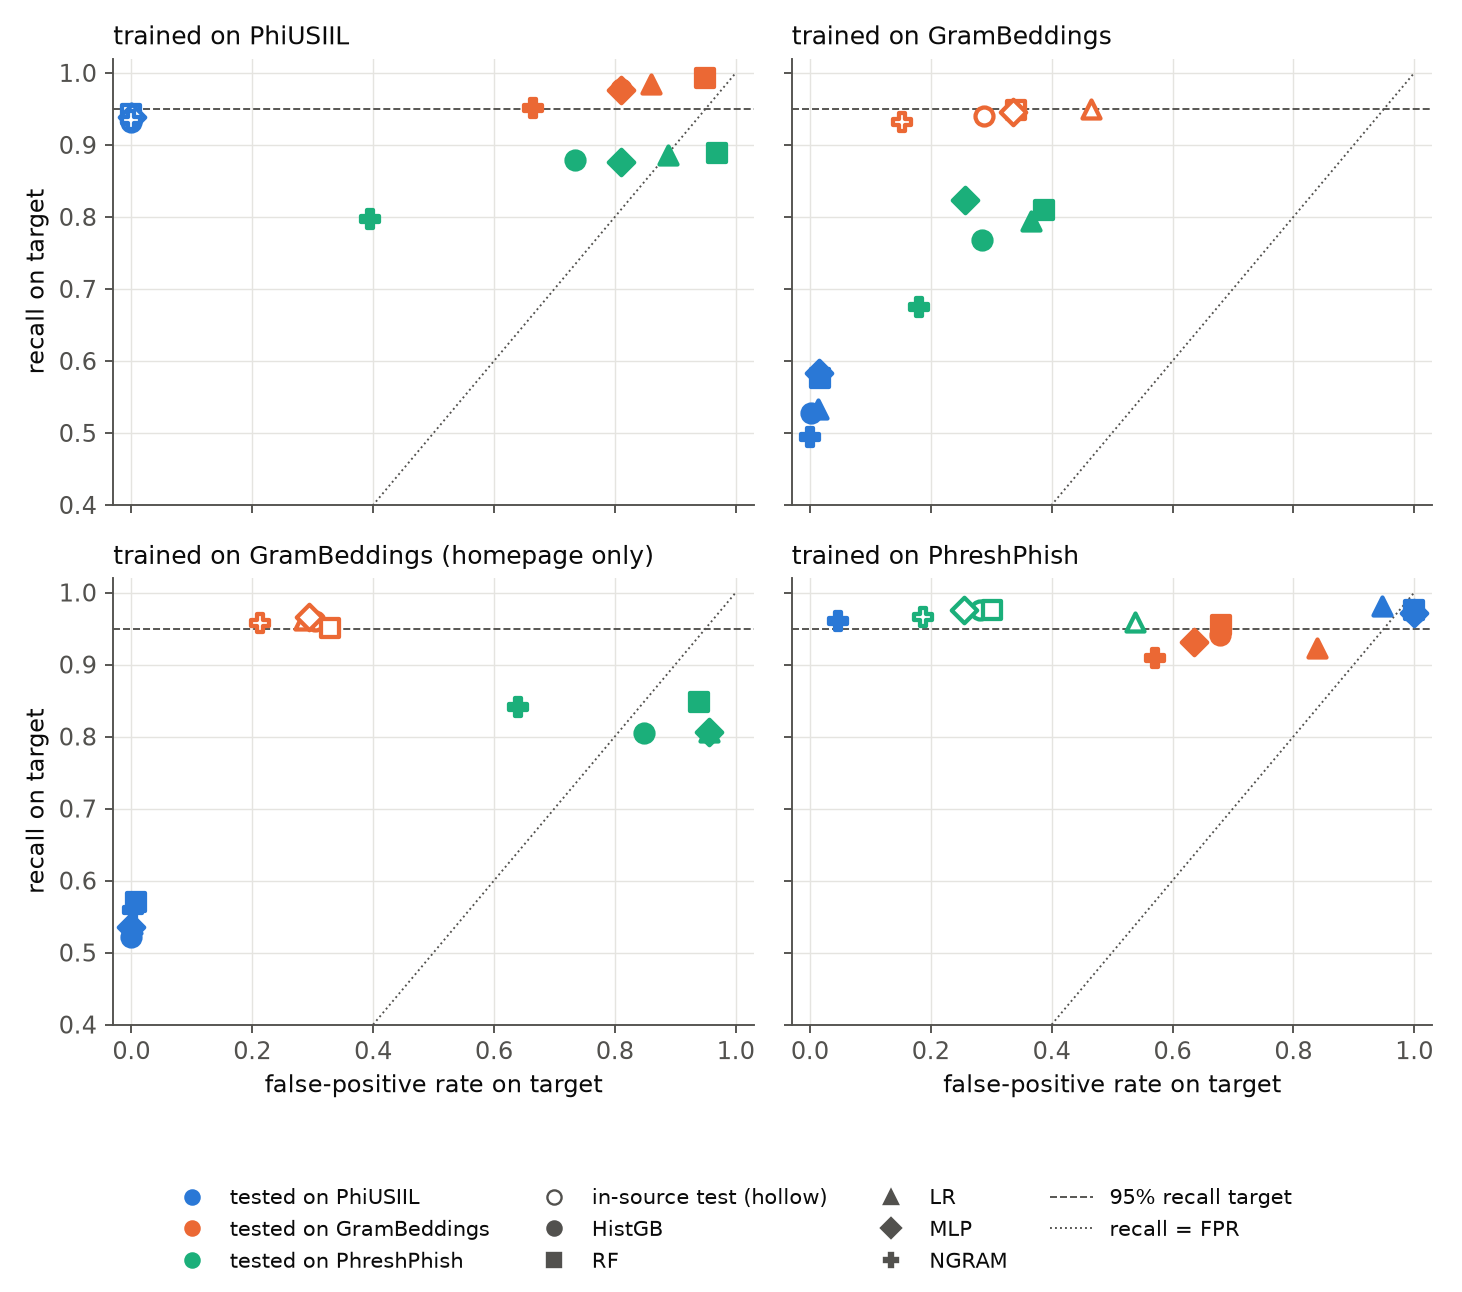 trained on PhiUSIIL
trained on GramBeddings
1.0
0.9
0.8
0.7
0.6
0.5
0.4
recall on target
trained on GramBeddings (homepage only)
trained on PhreshPhish
1.0
0.9
0.8
0.7
0.6
0.5
0.4
recall on target
0.0 0.2 0.4 0.6 0.8 1.0
0.0 0.2 0.4 0.6 0.8 1.0
false-positive rate on target
false-positive rate on target
tested on PhiUSIIL
tested on GramBeddings
tested on PhreshPhish
in-source test (hollow)
HistGB
RF
LR
MLP
NGRAM
95% recall target
recall = FPR